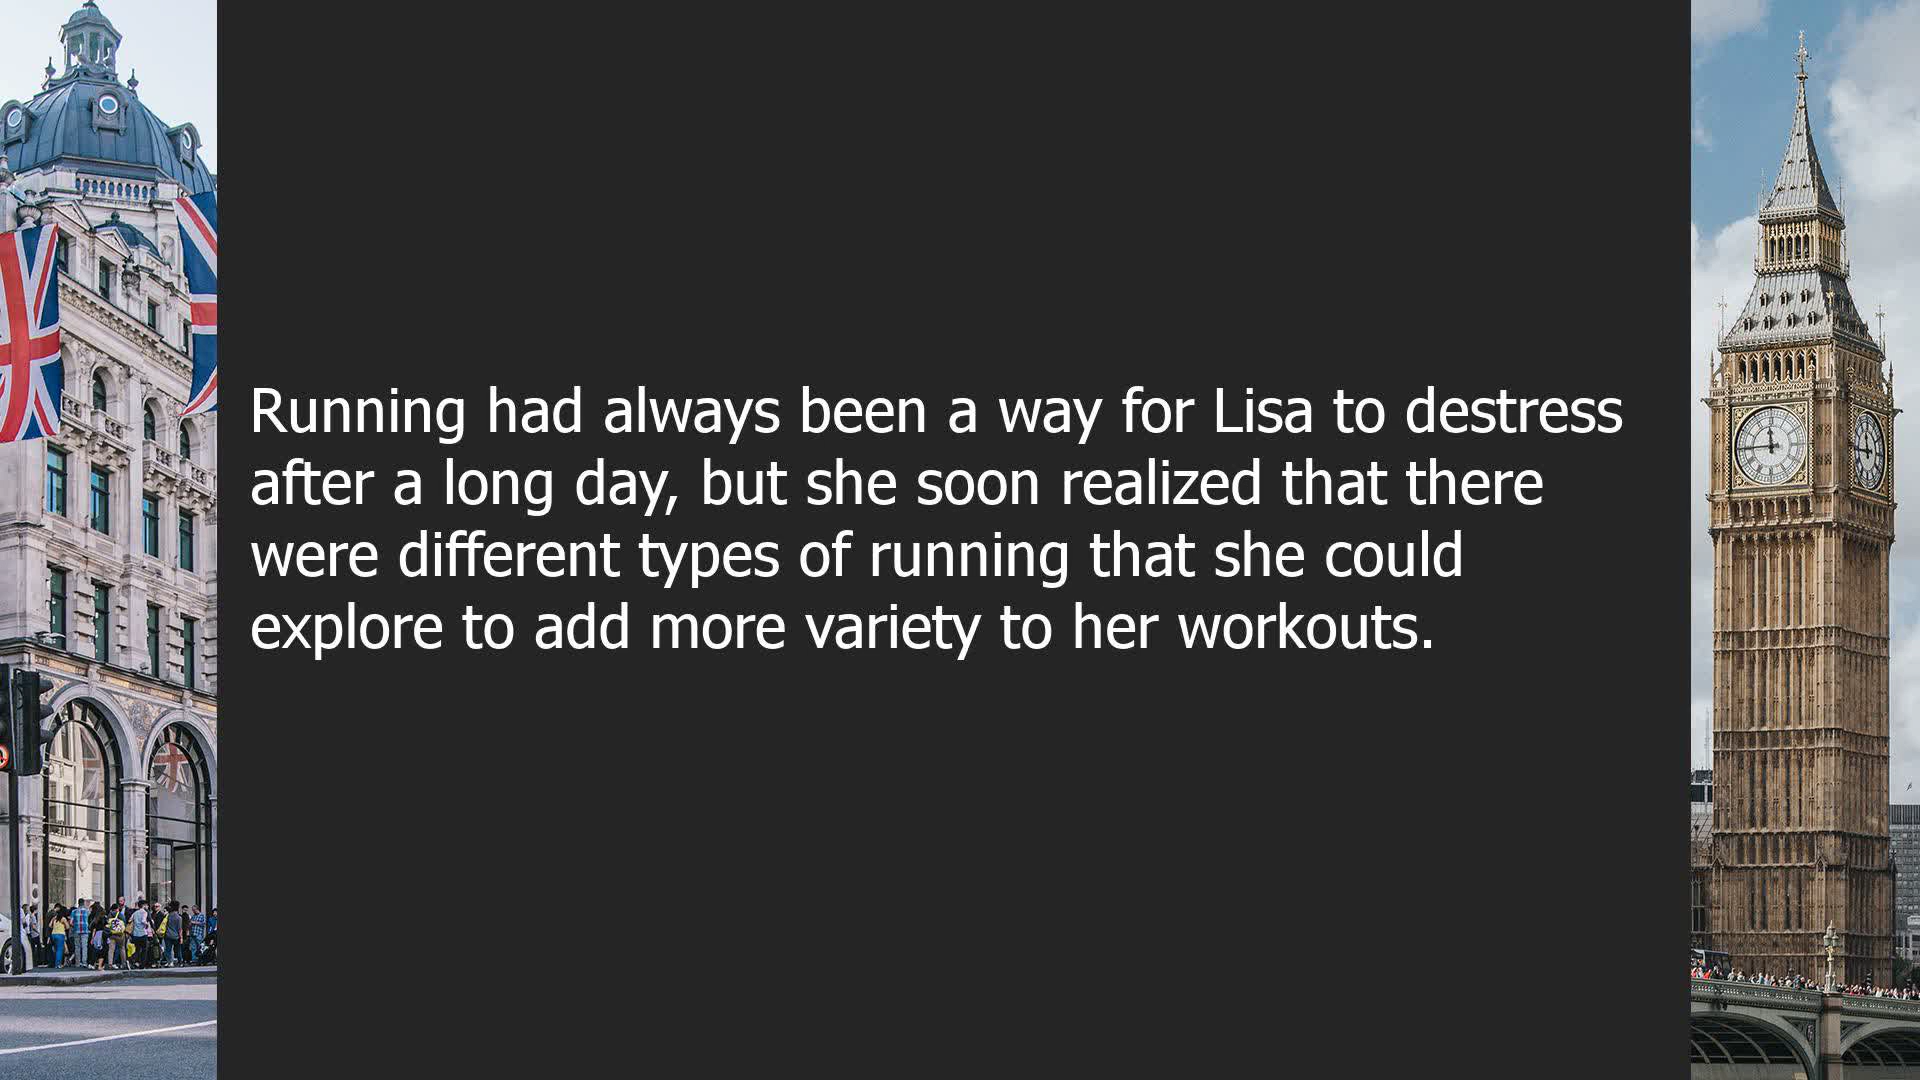 Running had always been a way for Lisa to destress
after a long day, but she soon realized that there
were different types of running that she could
explore to add more variety to her workouts.